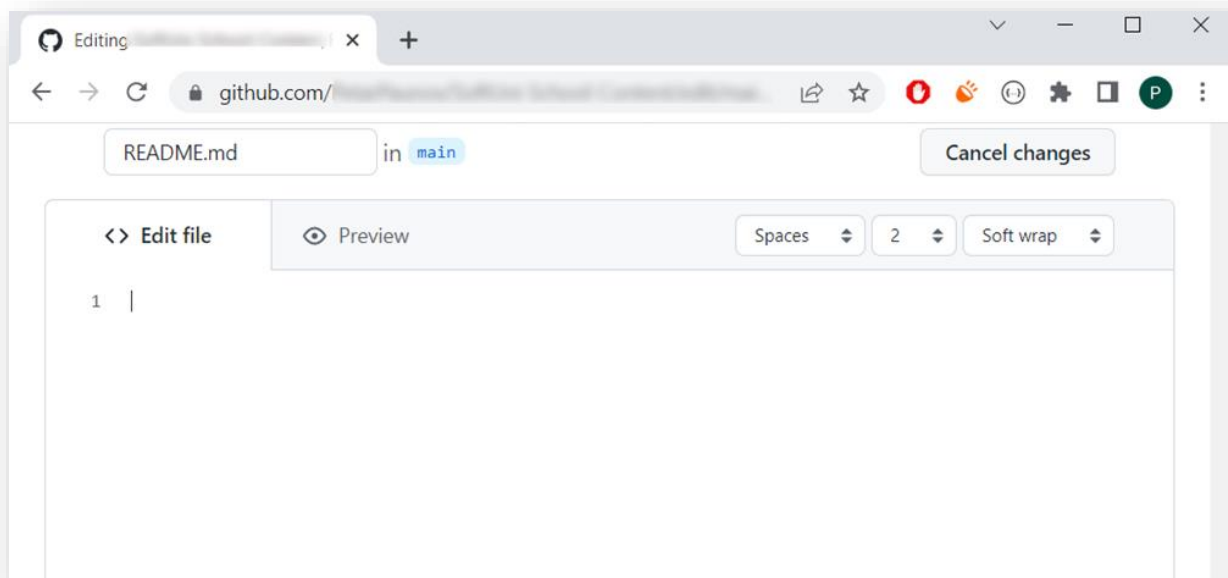 Editing
github.com/
P
README.md in main Cancel changes
Edit file Preview Spaces 2 Soft wrap
1